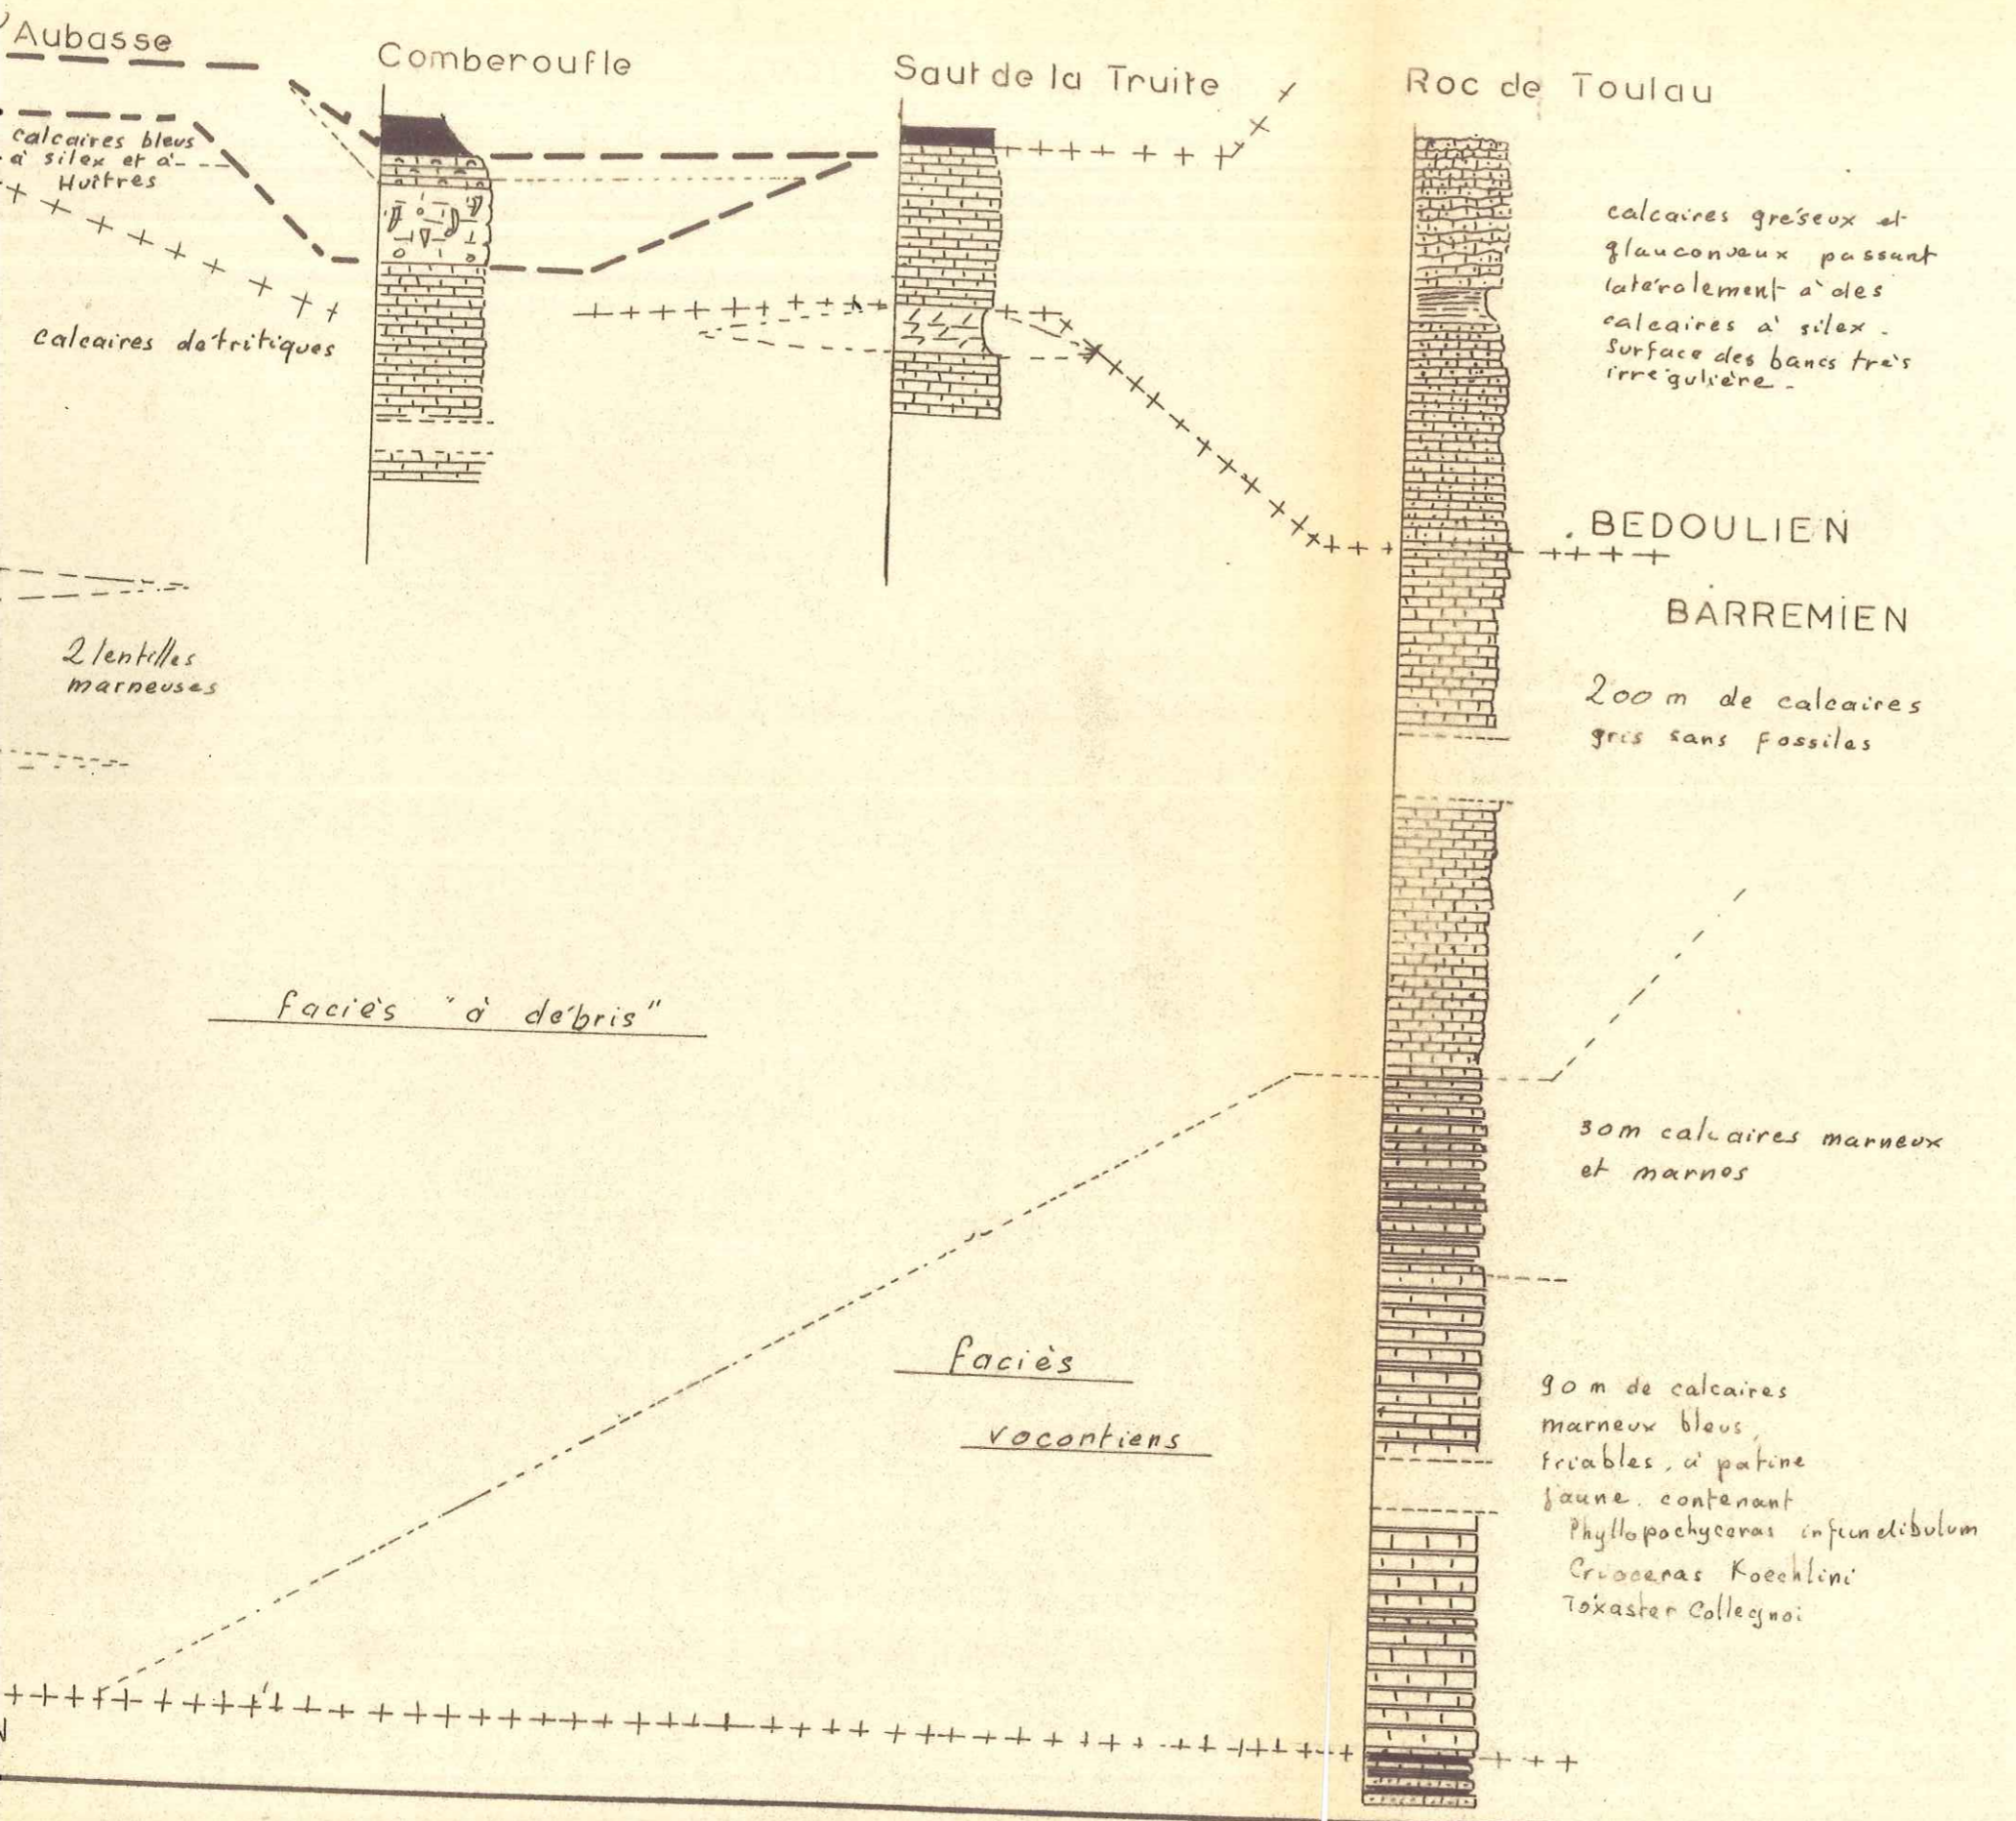 Aubasse
Comberoufle
Saut de la Truite
Roc de Toulau
calcaires bleus
à silex et à
Huîtres
calcaires détritiques
calcaires gréseux et
glauconieux passant
latéralement à des
calcaires à silex.
Surface des bancs très
irrégulière.
BEDOULIEN
BARREMIEN
2 lentilles
marneuses
200 m de calcaires
gris sans fossiles
faciès "à débris"
30m calcaires marneux
et marnes
faciès
vocontiens
90 m de calcaires
marneux bleus,
friables, à patine
jaune. contenant
Phyllopachyceras infundibulum
Crioceras Koechlini
Toxaster Collegnoi
N